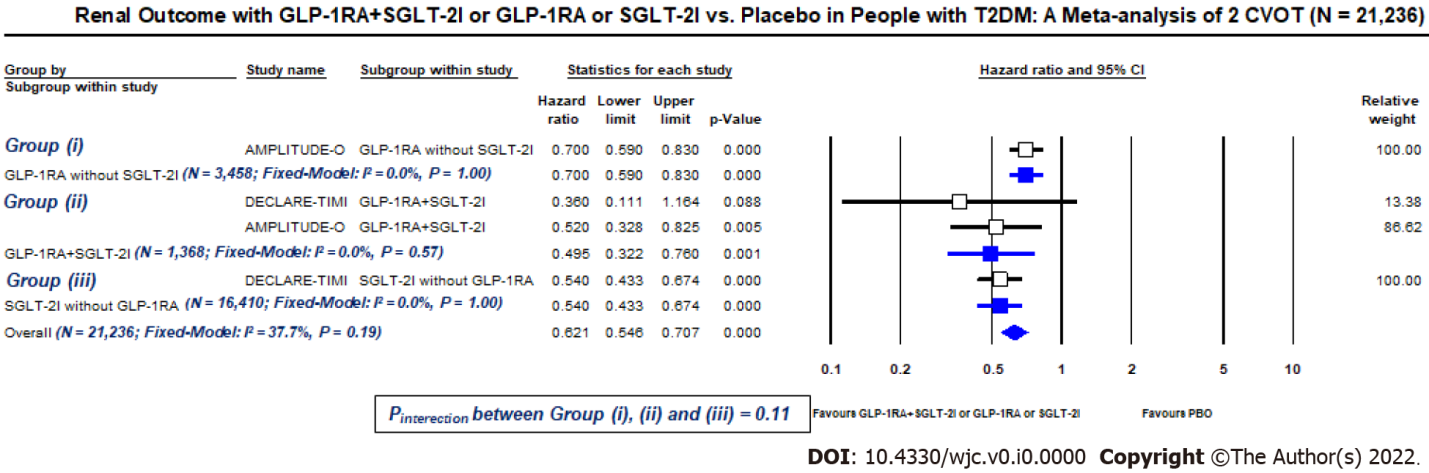 Renal Outcome with GLP-1RA+SGLT-2I or GLP-1RA or SGLT-2I vs. Placebo in People with T2DM: A Meta-analysis of 2 CVOT (N = 21,236)
Group by Study name Subgroup within study Statistics for each study Hazard ratio and 95% CI
Subgroup within study
Hazard Lower Upper Relative
ratio limit limit p-Value weight
Group (i) AMPLITUDE-O GLP-1RA without SGLT-2I 0.700 0.590 0.830 0.000 100.00
GLP-1RA without SGLT-2I (N = 3,458; Fixed-Model: I² = 0.0%, P = 1.00) 0.700 0.590 0.830 0.000
Group (ii) DECLARE-TIMI GLP-1RA+SGLT-2I 0.360 0.111 1.164 0.088 13.38
AMPLITUDE-O GLP-1RA+SGLT-2I 0.520 0.328 0.825 0.005 86.62
GLP-1RA+SGLT-2I (N = 1,368; Fixed-Model: I² = 0.0%, P = 0.57) 0.495 0.322 0.760 0.001
Group (iii) DECLARE-TIMI SGLT-2I without GLP-1RA 0.540 0.433 0.674 0.000 100.00
SGLT-2I without GLP-1RA (N = 16,410; Fixed-Model: I² = 0.0%, P = 1.00) 0.540 0.433 0.674 0.000
Overall (N = 21,236; Fixed-Model: I² = 37.7%, P = 0.19) 0.621 0.546 0.707 0.000
0.1 0.2 0.5 1 2 5 10
P interection between Group (i), (ii) and (iii) = 0.11
Favours GLP-1RA+SGLT-2I or GLP-1RA or SGLT-2I Favours PBO
DOI: 10.4330/wjc.v0.i0.0000 Copyright ©The Author(s) 2022.